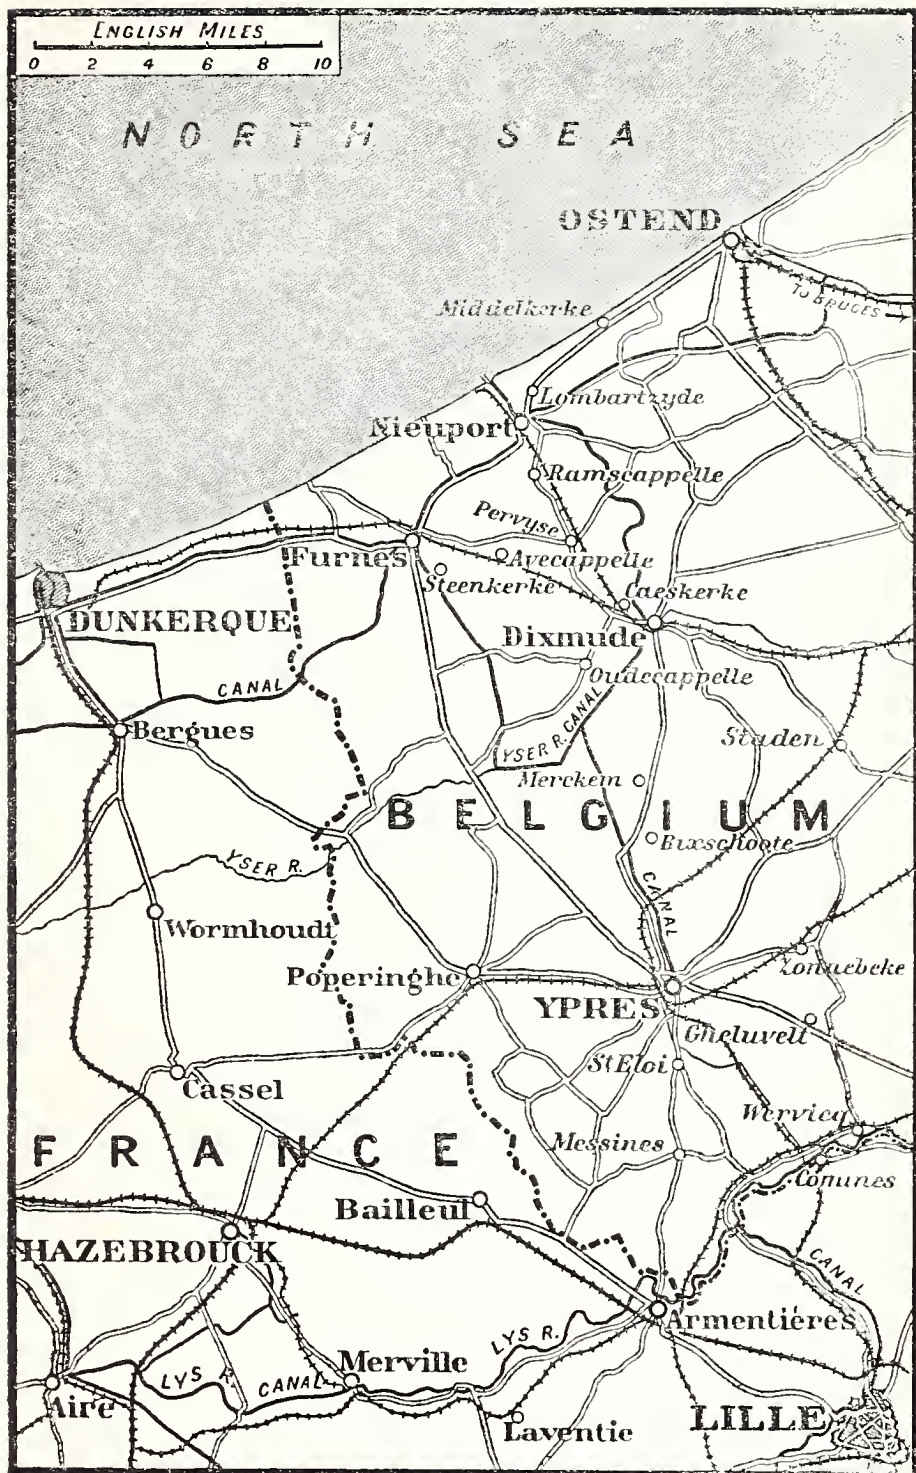 ENGLISH MILES
0 2 4 6 8 10
NORTH SEA
OSTEND
TO BRUGES
Middelkerke
Lombartzyde
Nieuport
Ramscappelle
Pervyse
Furnes
Avecappelle
Steenkerke
Caeskerke
DUNKERQUE
Dixmude
Oudecappelle
CANAL
YSER R. CANAL
Bergues
Staden
Merckem
BELGIUM
Bixschoote
YSER R.
CANAL
Wormhoudt
Poperinghe
Zonnebeke
YPRES
Gheluvelt
St Eloi
Cassel
Wervicq
FRANCE
Messines
Comines
Bailleul
HAZEBROUCK
CANAL
Armentiéres
LYS R.
Merville
LYS R.
CANAL
Aire
LILLE
Laventie